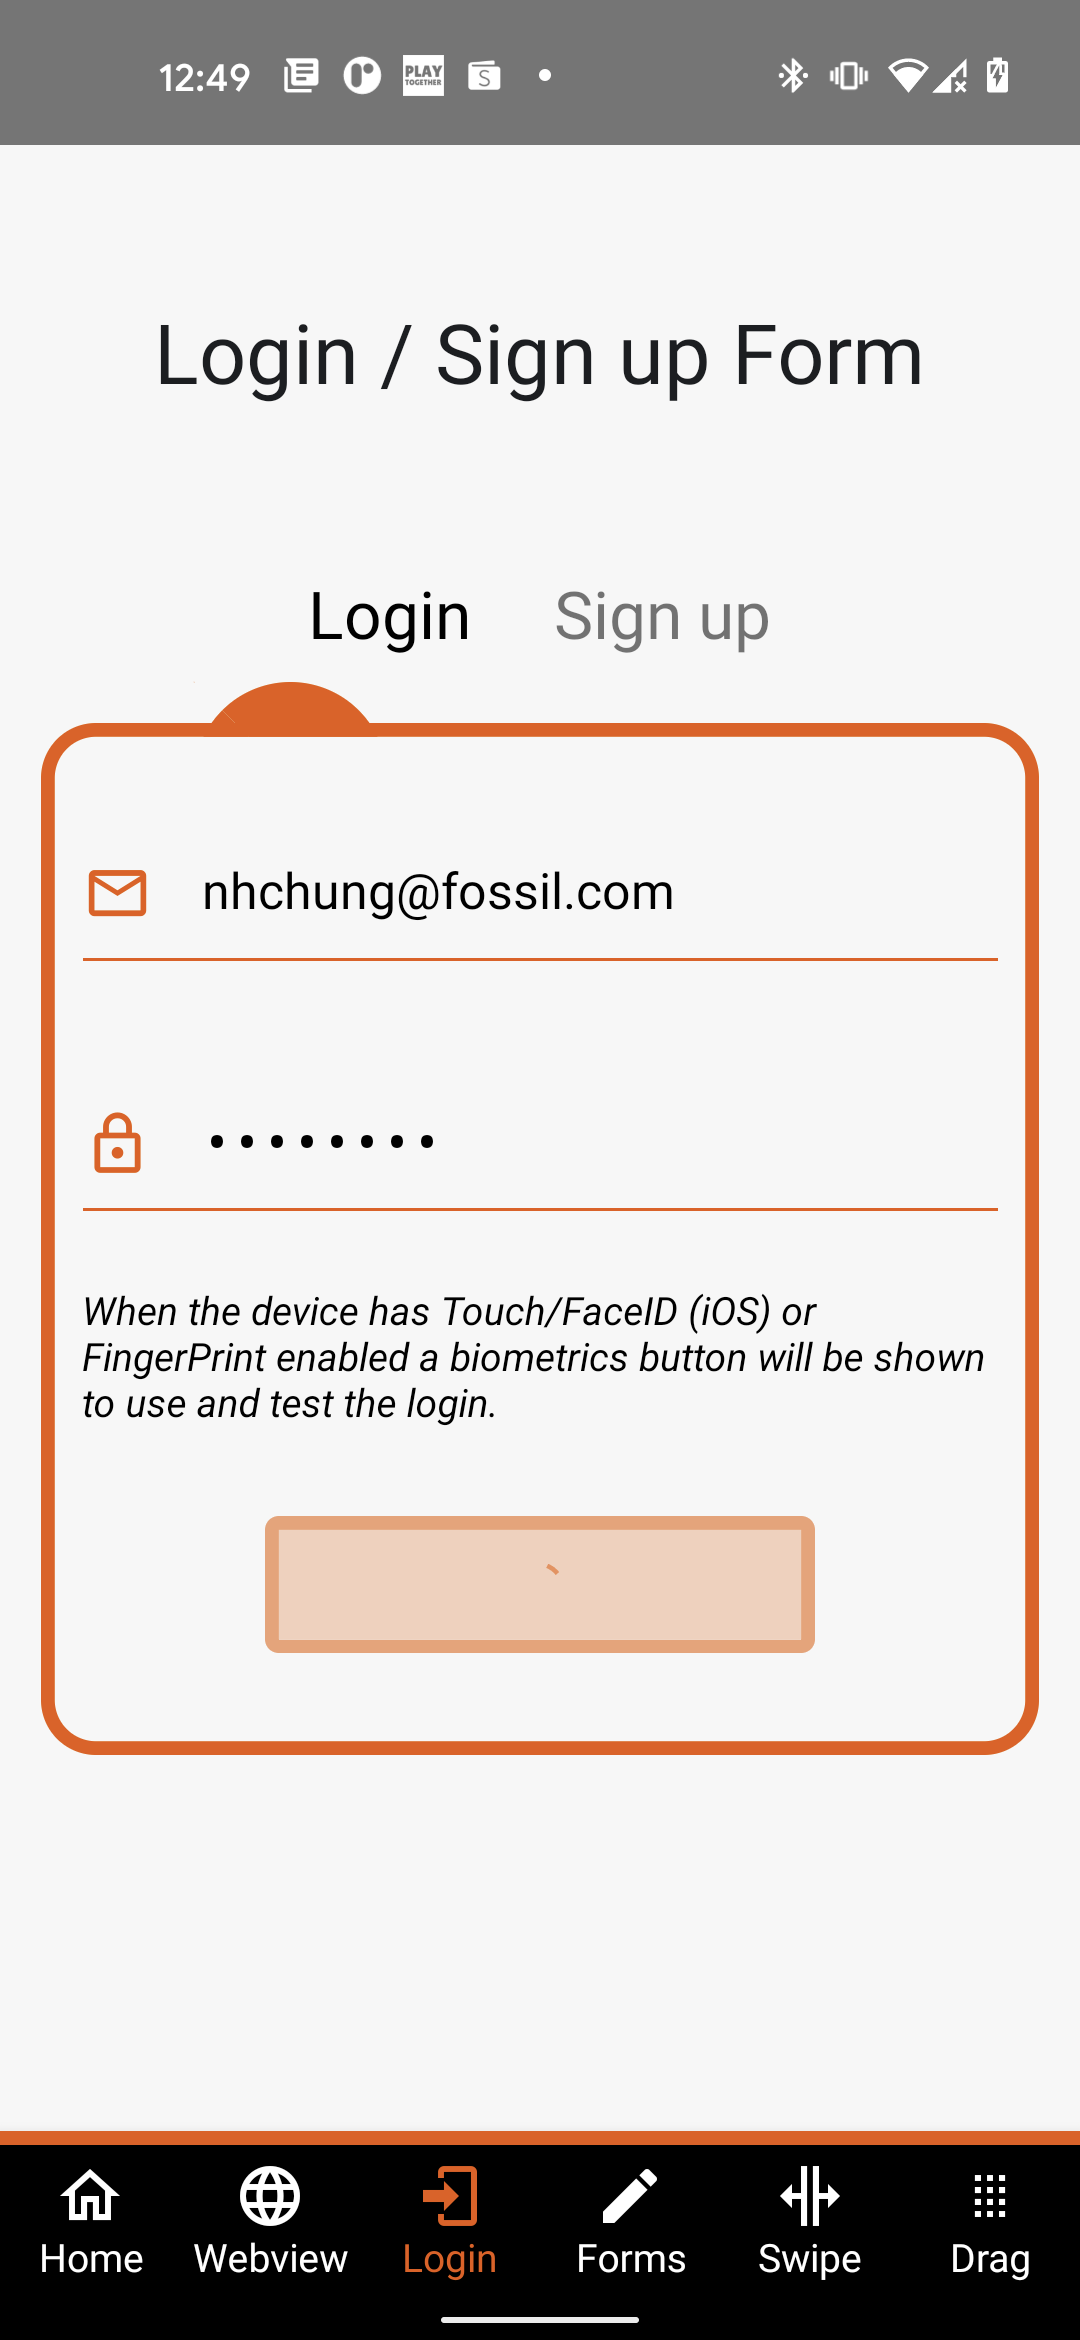 12:49
PLAY
TOGETHER
S
Login / Sign up Form
Login Sign up
nhchung@fossil.com
••••••••
When the device has Touch/FaceID (iOS) or
FingerPrint enabled a biometrics button will be shown
to use and test the login.
Home Webview Login Forms Swipe Drag